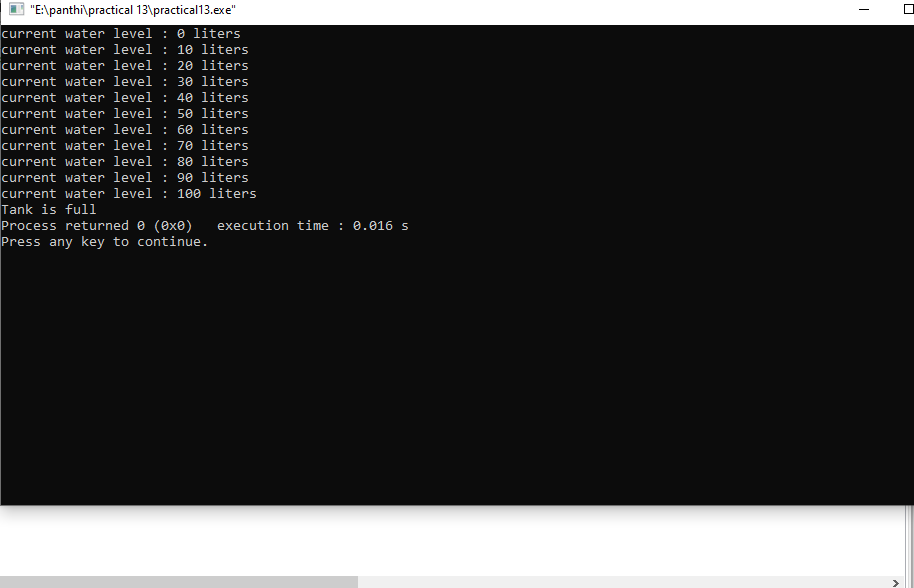 "E:\panthi\practical 13\practical13.exe"
current water level : 0 liters
current water level : 10 liters
current water level : 20 liters
current water level : 30 liters
current water level : 40 liters
current water level : 50 liters
current water level : 60 liters
current water level : 70 liters
current water level : 80 liters
current water level : 90 liters
current water level : 100 liters
Tank is full
Process returned 0 (0x0)   execution time : 0.016 s
Press any key to continue.